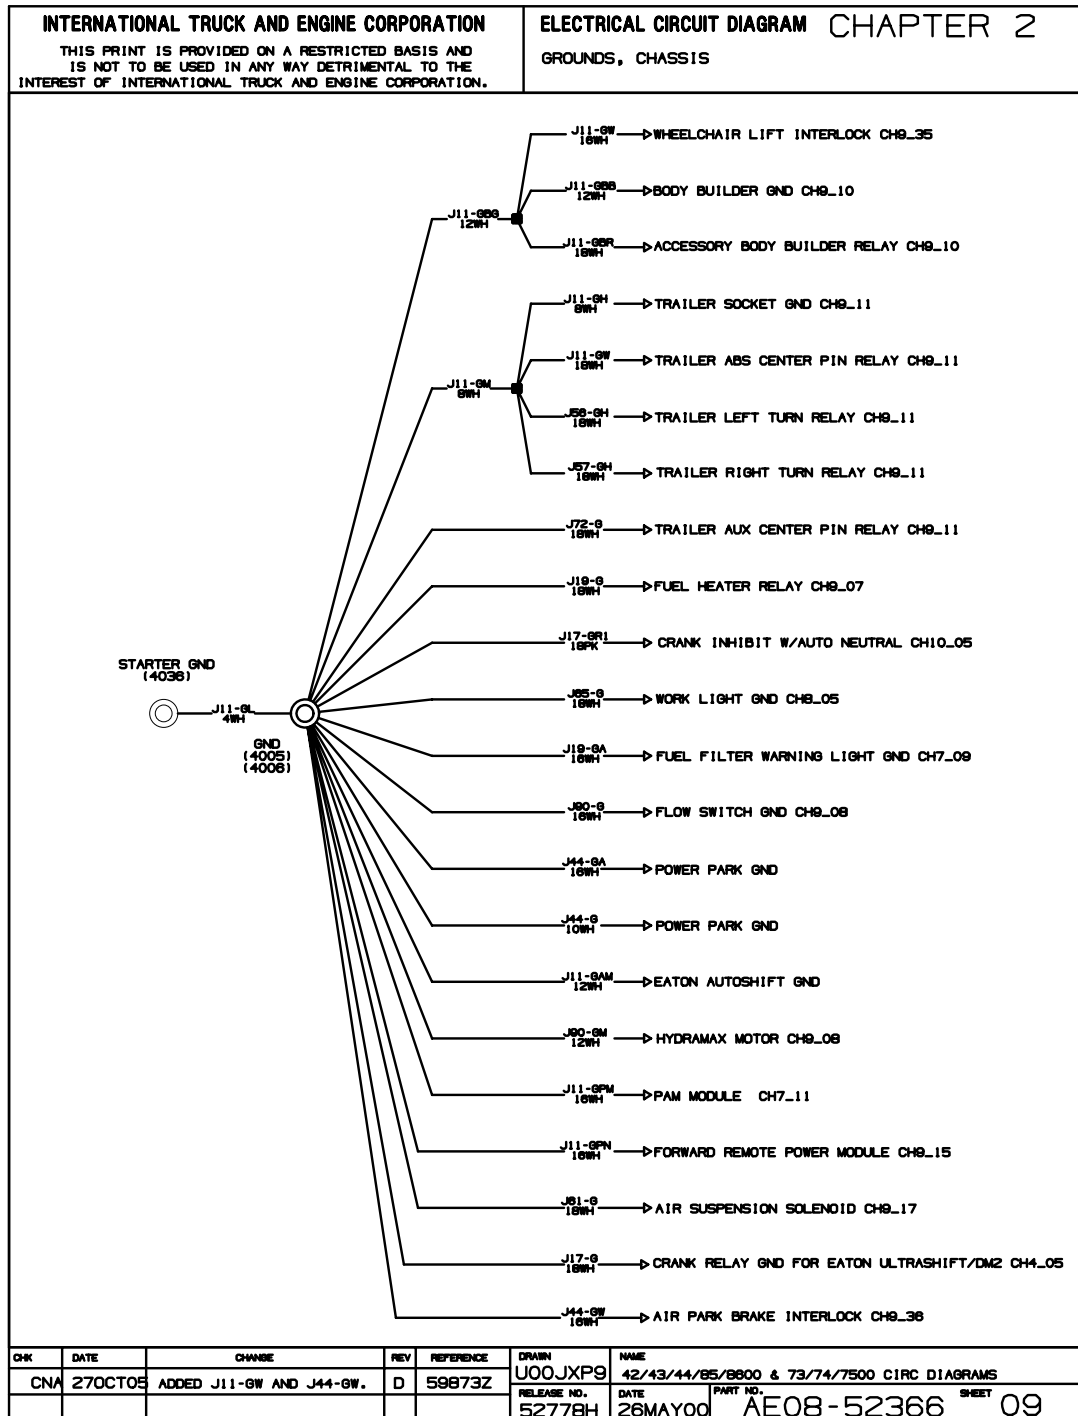 INTERNATIONAL TRUCK AND ENGINE CORPORATION
THIS PRINT IS PROVIDED ON A RESTRICTED BASIS AND
IS NOT TO BE USED IN ANY WAY DETRIMENTAL TO THE
INTEREST OF INTERNATIONAL TRUCK AND ENGINE CORPORATION.
ELECTRICAL CIRCUIT DIAGRAM CHAPTER 2
GROUNDS, CHASSIS
J11-GW
16WH
WHEELCHAIR LIFT INTERLOCK CH9_35
J11-GBB
12WH
BODY BUILDER GND CH9_10
J11-GBG
12WH
J11-GBR
18WH
ACCESSORY BODY BUILDER RELAY CH9_10
J11-GH
8WH
TRAILER SOCKET GND CH9_11
J11-GW
18WH
TRAILER ABS CENTER PIN RELAY CH9_11
J11-GM
8WH
J56-GH
18WH
TRAILER LEFT TURN RELAY CH9_11
J57-GH
18WH
TRAILER RIGHT TURN RELAY CH9_11
J72-G
18WH
TRAILER AUX CENTER PIN RELAY CH9_11
J19-G
18WH
FUEL HEATER RELAY CH9_07
J17-GR1
18PK
CRANK INHIBIT W/AUTO NEUTRAL CH10_05
STARTER GND
(4036)
J11-GL
4WH
GND
(4005)
(4006)
J65-G
18WH
WORK LIGHT GND CH8_05
J19-GA
16WH
FUEL FILTER WARNING LIGHT GND CH7_09
J90-G
16WH
FLOW SWITCH GND CH9_08
J44-GA
16WH
POWER PARK GND
J44-G
10WH
POWER PARK GND
J11-GAM
12WH
EATON AUTOSHIFT GND
J90-GM
12WH
HYDRAMAX MOTOR CH9_08
J11-GPM
16WH
PAM MODULE CH7_11
J11-GPN
16WH
FORWARD REMOTE POWER MODULE CH9_15
J61-G
18WH
AIR SUSPENSION SOLENOID CH9_17
J17-G
18WH
CRANK RELAY GND FOR EATON ULTRASHIFT/DM2 CH4_05
J44-GW
16WH
AIR PARK BRAKE INTERLOCK CH9_36
CHK DATE CHANGE REV REFERENCE
CNA 27OCT05 ADDED J11-GW AND J44-GW. D 59873Z
DRAWN
U00JXP9
NAME
42/43/44/85/8600 & 73/74/7500 CIRC DIAGRAMS
RELEASE NO.
52778H
DATE
26MAY00
PART NO.
AE08-52366
SHEET 09